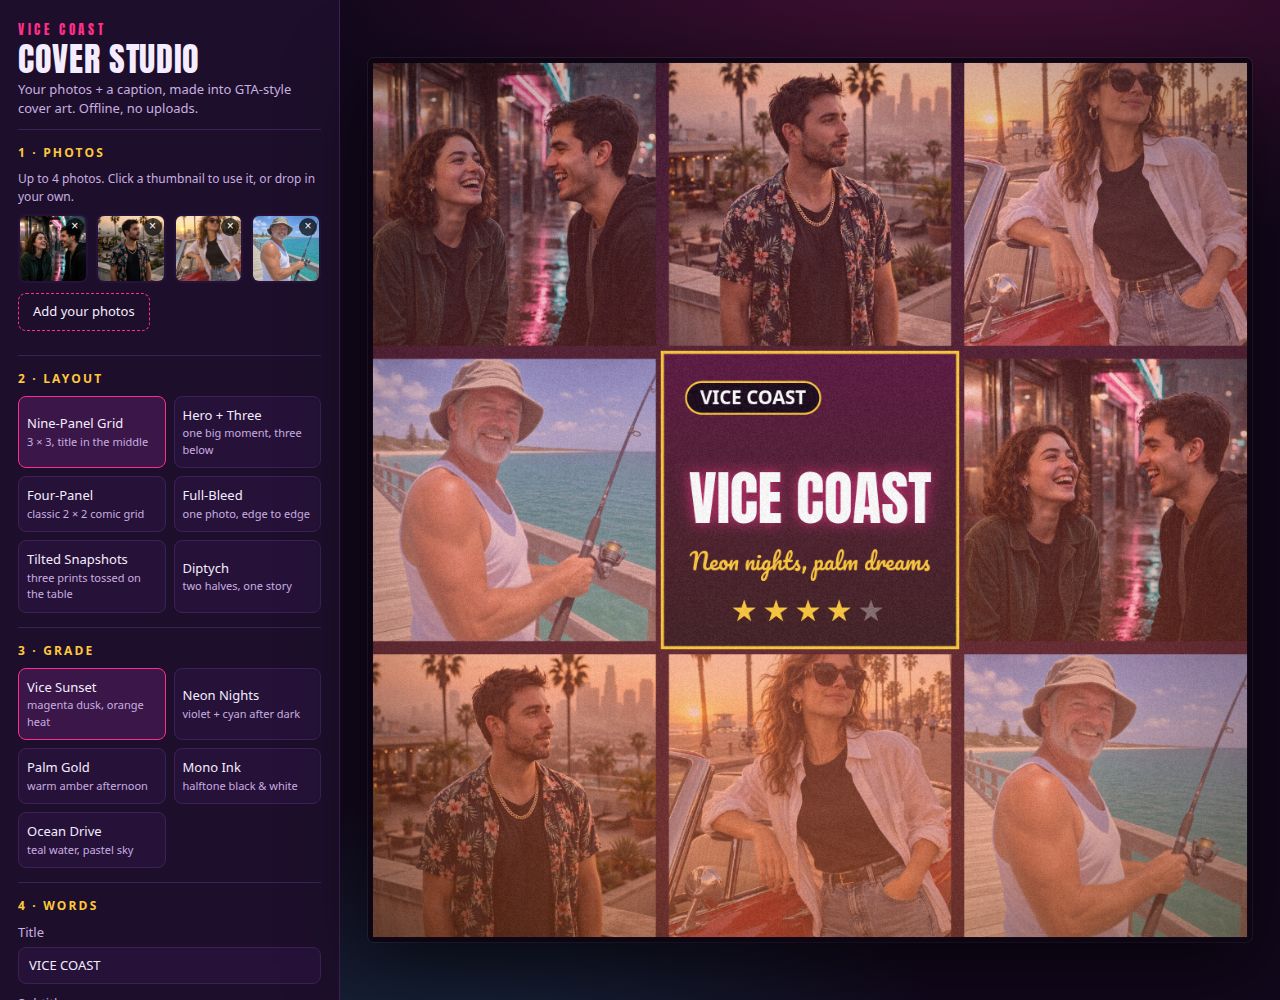 VICE COAST
COVER STUDIO
Your photos + a caption, made into GTA-style
cover art. Offline, no uploads.
1 · PHOTOS
Up to 4 photos. Click a thumbnail to use it, or drop in
your own.
× × × ×
Add your photos
2 · LAYOUT
Nine-Panel Grid
3 × 3, title in the middle
Hero + Three
one big moment, three
below
Four-Panel
classic 2 × 2 comic grid
Full-Bleed
one photo, edge to edge
Tilted Snapshots
three prints tossed on
the table
Diptych
two halves, one story
3 · GRADE
Vice Sunset
magenta dusk, orange
heat
Neon Nights
violet + cyan after dark
Palm Gold
warm amber afternoon
Mono Ink
halftone black & white
Ocean Drive
teal water, pastel sky
4 · WORDS
Title
VICE COAST
VICE COAST
VICE COAST
Neon nights, palm dreams
★ ★ ★ ★ ★